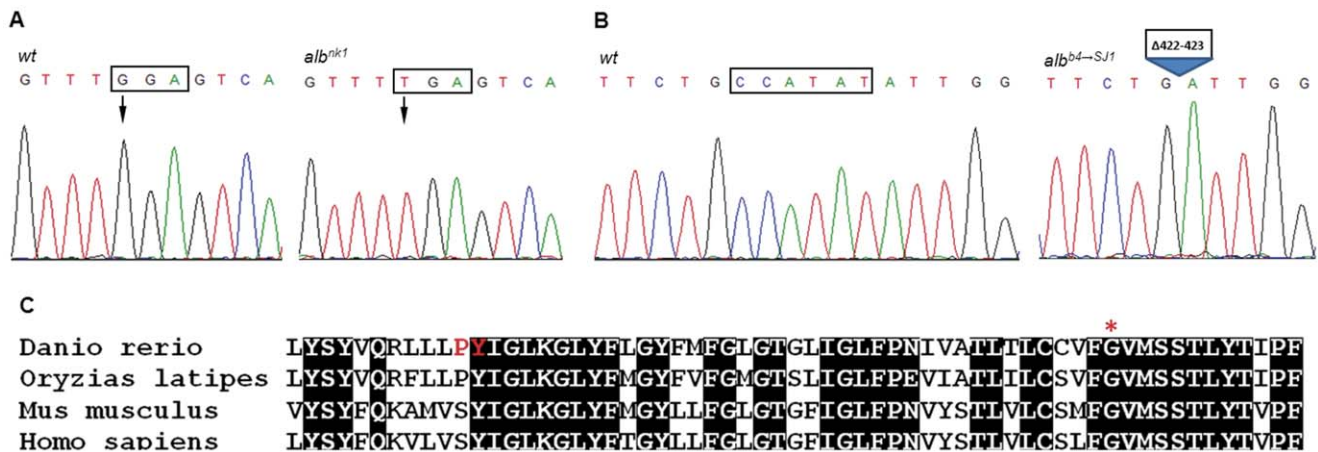 A
wt
G T T T G G A G T C A
alb^nk1
G T T T T G A G T C A
B
wt
T T C T G C C A T A T A T T G G
alb^b4→SJ1
Δ422-423
T T C T G A T T G G
C
*
Danio rerio LYSYVQRLLLPYIGLKGLYFLGYFMFGLGTGLIGLFPNIVATLTLCCVFGVMSSTLYTIPF
Oryzias latipes LYSYVQRFLLPYIGLKGLYFMGYFVFGMGTSLIGLFPEVIATLILCSVFGVMSSTLYTIPF
Mus musculus VYSYFQKAMVSYIGLKGLYFMGYLLFGLGTGFIGLFPNVYSTLVLCSMFGVMSSTLYTVPF
Homo sapiens LYSYFQKVLVSYIGLKGLYFTGYLLFGLGTGFIGLFPNVYSTLVLCSLFGVMSSTLYTVPF